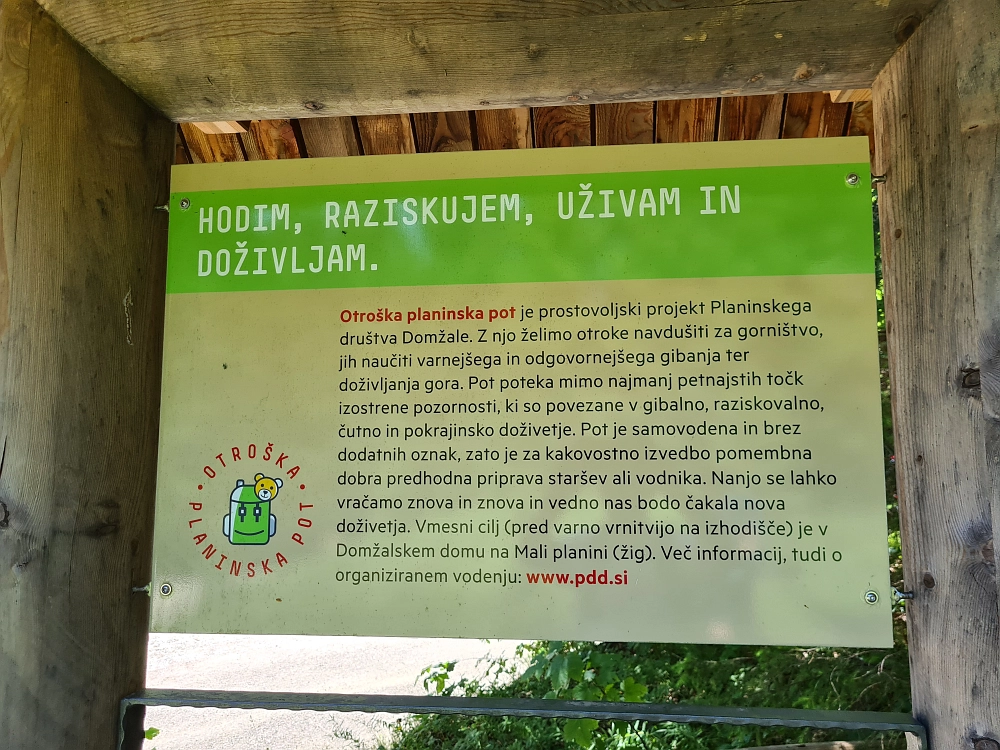 HODIM, RAZISKUJEM, UŽIVAM IN
DOŽIVLJAM.
Otroška planinska pot je prostovoljski projekt Planinskega
društva Domžale. Z njo želimo otroke navdušiti za gorništvo,
jih naučiti varnejšega in odgovornejšega gibanja ter
doživljanja gora. Pot poteka mimo najmanj petnajstih točk
izostrene pozornosti, ki so povezane v gibalno, raziskovalno,
čutno in pokrajinsko doživetje. Pot je samovodena in brez
dodatnih oznak, zato je za kakovostno izvedbo pomembna
dobra predhodna priprava staršev ali vodnika. Nanjo se lahko
vračamo znova in znova in vedno nas bodo čakala nova
doživetja. Vmesni cilj (pred varno vrnitvijo na izhodišče) je v
Domžalskem domu na Mali planini (žig). Več informacij, tudi o
organiziranem vodenju: www.pdd.si
• OTROŠKA •
PLANINSKA POT